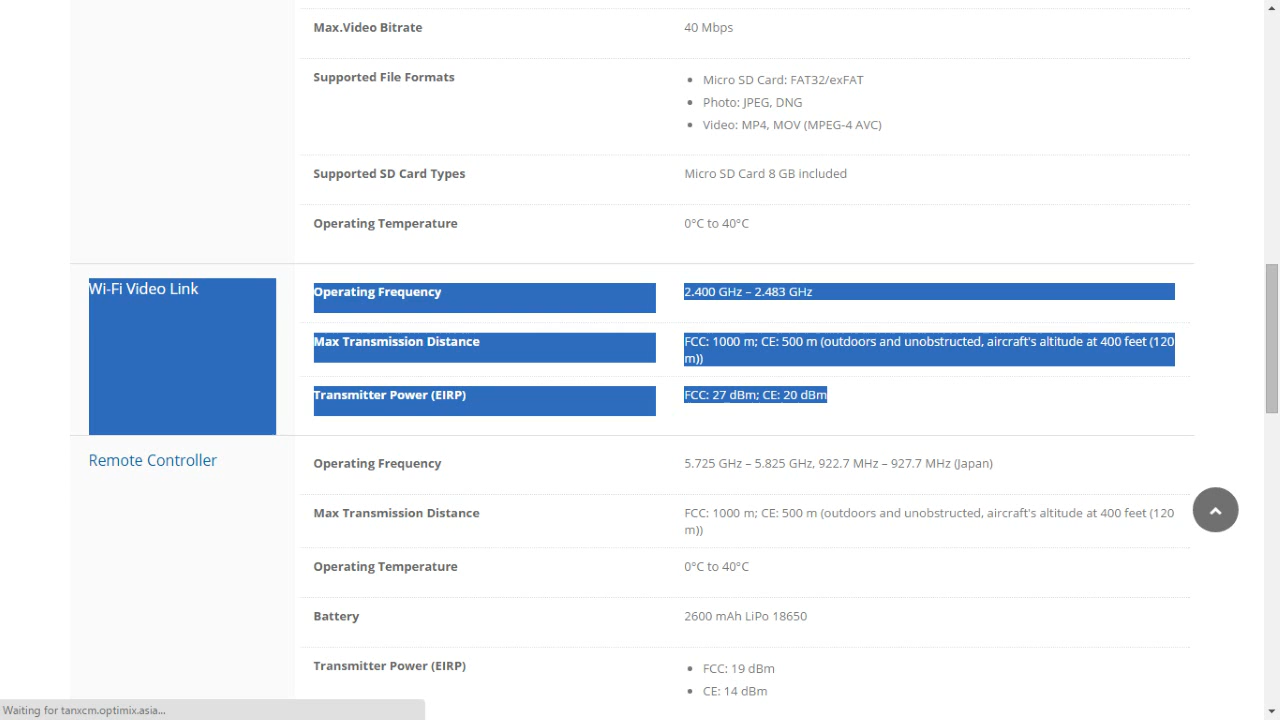 Max.Video Bitrate
40 Mbps
Supported File Formats
Micro SD Card: FAT32/exFAT
Photo: JPEG, DNG
Video: MP4, MOV (MPEG-4 AVC)
Supported SD Card Types
Micro SD Card 8 GB included
Operating Temperature
0°C to 40°C
Wi-Fi Video Link
Operating Frequency
2.400 GHz – 2.483 GHz
Max Transmission Distance
FCC: 1000 m; CE: 500 m (outdoors and unobstructed, aircraft's altitude at 400 feet (120
m))
Transmitter Power (EIRP)
FCC: 27 dBm; CE: 20 dBm
Remote Controller
Operating Frequency
5.725 GHz – 5.825 GHz, 922.7 MHz – 927.7 MHz (Japan)
Max Transmission Distance
FCC: 1000 m; CE: 500 m (outdoors and unobstructed, aircraft's altitude at 400 feet (120
m))
Operating Temperature
0°C to 40°C
Battery
2600 mAh LiPo 18650
Transmitter Power (EIRP)
FCC: 19 dBm
CE: 14 dBm
Waiting for tanxcm.optimix.asia...